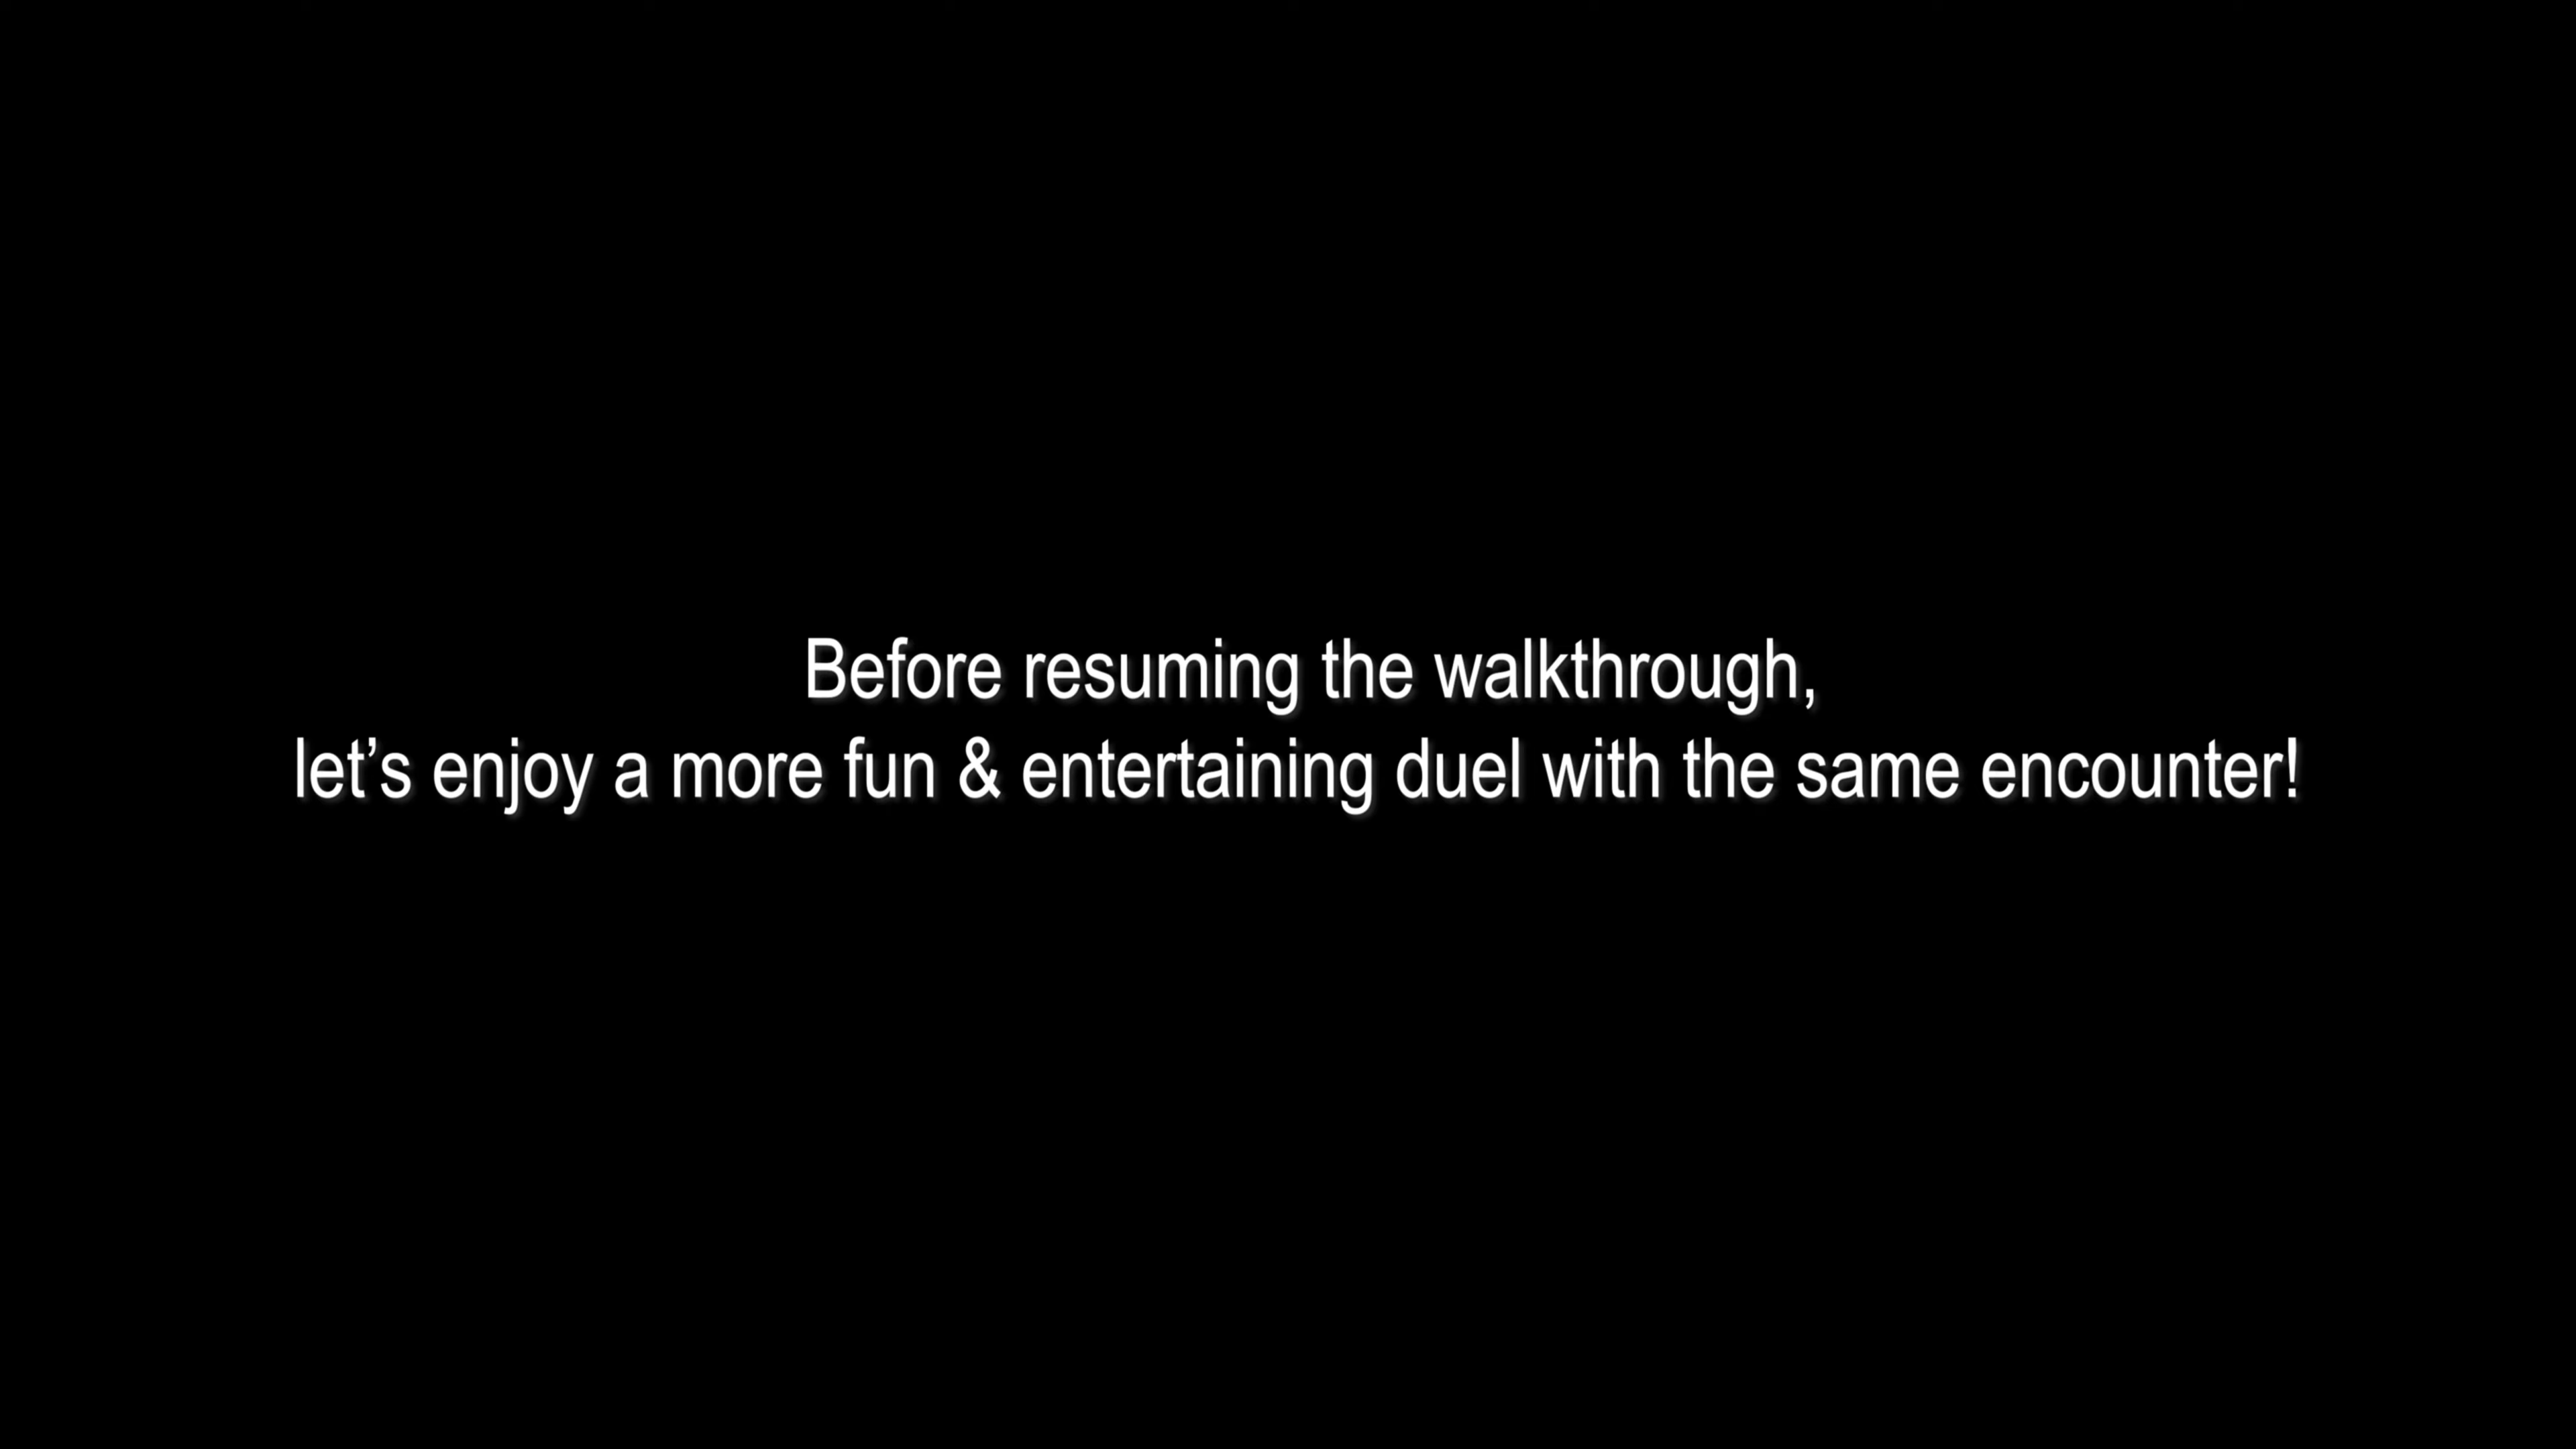 Before resuming the walkthrough,
let’s enjoy a more fun & entertaining duel with the same encounter!